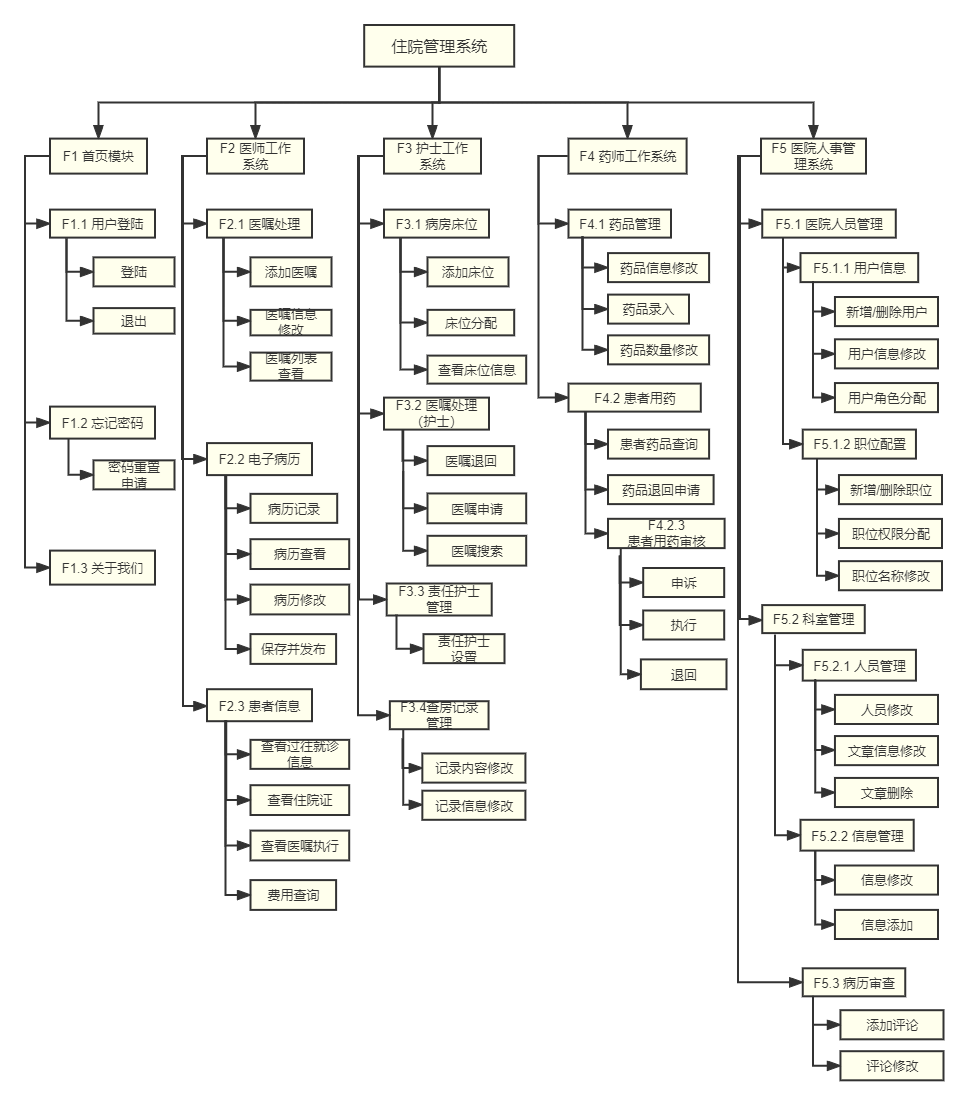 住院管理系统
F1 首页模块
F1.1 用户登陆
登陆
退出
F1.2 忘记密码
密码重置
申请
F1.3 关于我们
F2 医师工作
系统
F2.1 医嘱处理
添加医嘱
医嘱信息
修改
医嘱列表
查看
F2.2 电子病历
病历记录
病历查看
病历修改
保存并发布
F2.3 患者信息
查看过往就诊
信息
查看住院证
查看医嘱执行
费用查询
F3 护士工作
系统
F3.1 病房床位
添加床位
床位分配
查看床位信息
F3.2 医嘱处理
（护士）
医嘱退回
医嘱申请
医嘱搜索
F3.3 责任护士
管理
责任护士
设置
F3.4查房记录
管理
记录内容修改
记录信息修改
F4 药师工作系统
F4.1 药品管理
药品信息修改
药品录入
药品数量修改
F4.2 患者用药
患者药品查询
药品退回申请
F4.2.3
患者用药审核
申诉
执行
退回
F5 医院人事管
理系统
F5.1 医院人员管理
F5.1.1 用户信息
新增/删除用户
用户信息修改
用户角色分配
F5.1.2 职位配置
新增/删除职位
职位权限分配
职位名称修改
F5.2 科室管理
F5.2.1 人员管理
人员修改
文章信息修改
文章删除
F5.2.2 信息管理
信息修改
信息添加
F5.3 病历审查
添加评论
评论修改